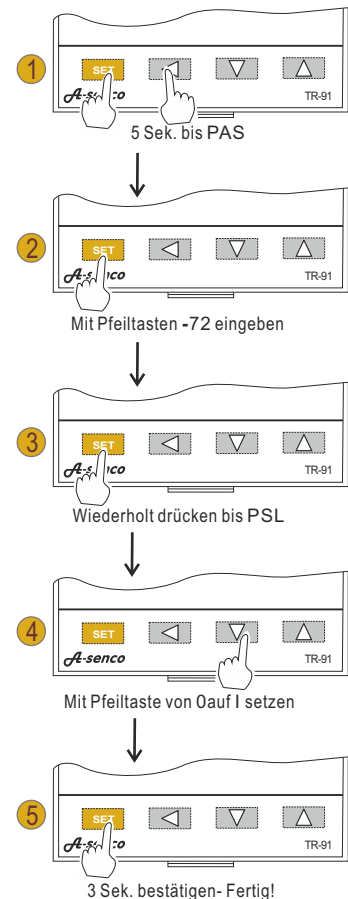 1
SET
A-senco TR-91
5 Sek. bis PAS
2
SET
A-senco TR-91
Mit Pfeiltasten -72 eingeben
3
SET
A-senco TR-91
Wiederholt drücken bis PSL
4
SET
A-senco TR-91
Mit Pfeiltaste von 0auf I setzen
5
SET
A-senco TR-91
3 Sek. bestätigen- Fertig!